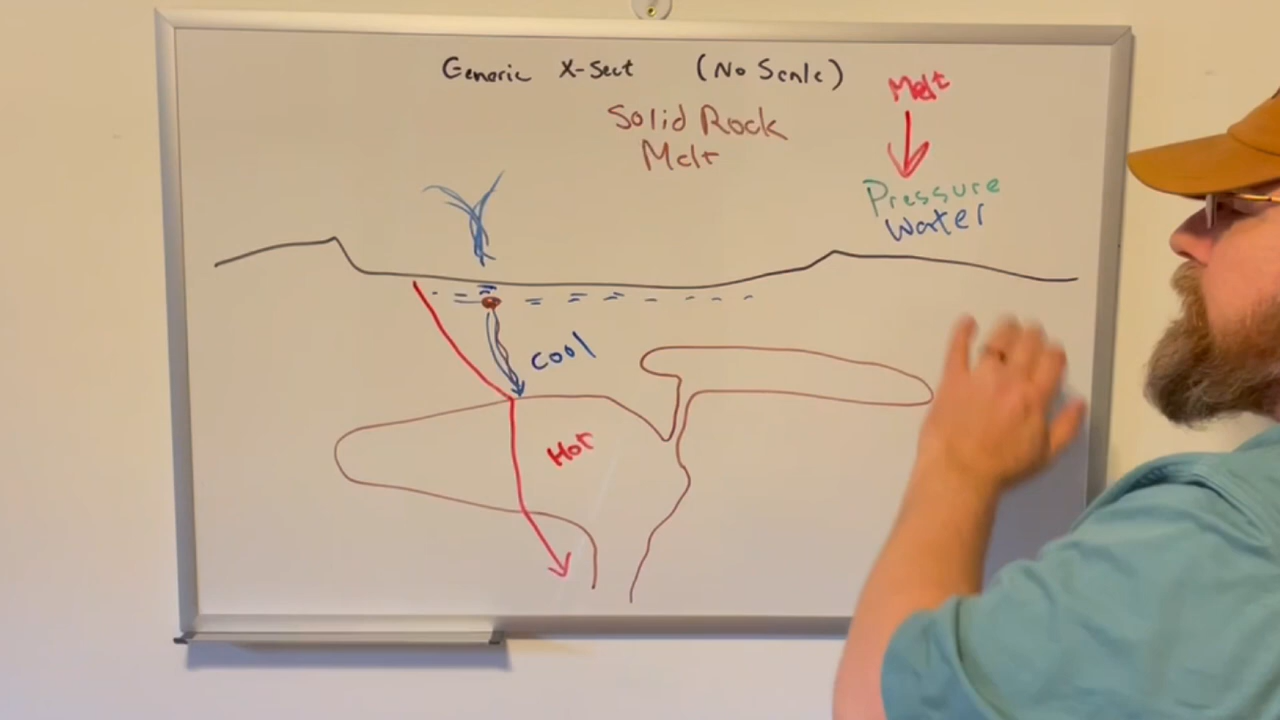 Generic X-Sect (No Scale)
Solid Rock
Melt
Melt
Pressure
Water
Cool
Hot